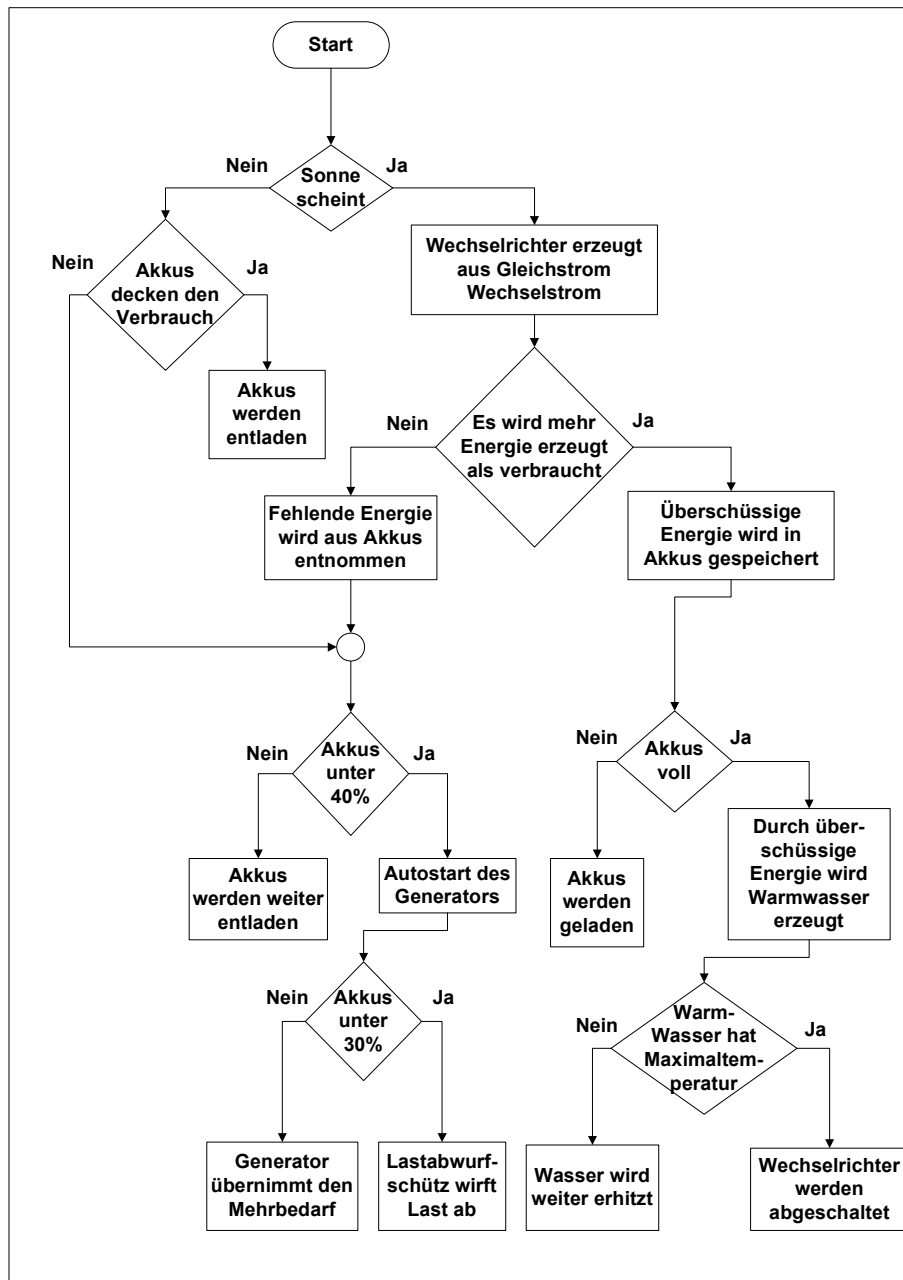 Start
Nein
Ja
Sonne
scheint
Nein
Akkus
decken den
Verbrauch
Ja
Wechselrichter erzeugt
aus Gleichstrom
Wechselstrom
Akkus
werden
entladen
Nein
Es wird mehr
Energie erzeugt
als verbraucht
Ja
Fehlende Energie
wird aus Akkus
entnommen
Überschüssige
Energie wird in
Akkus gespeichert
Nein
Akkus
unter
40%
Ja
Nein
Akkus
voll
Ja
Akkus
werden weiter
entladen
Autostart des
Generators
Akkus
werden
geladen
Durch über-
schüssige
Energie wird
Warmwasser
erzeugt
Nein
Akkus
unter
30%
Ja
Nein
Warm-
Wasser hat
Maximaltem-
peratur
Ja
Generator
übernimmt den
Mehrbedarf
Lastabwurf-
schütz wirft
Last ab
Wasser wird
weiter erhitzt
Wechselrichter
werden
abgeschaltet